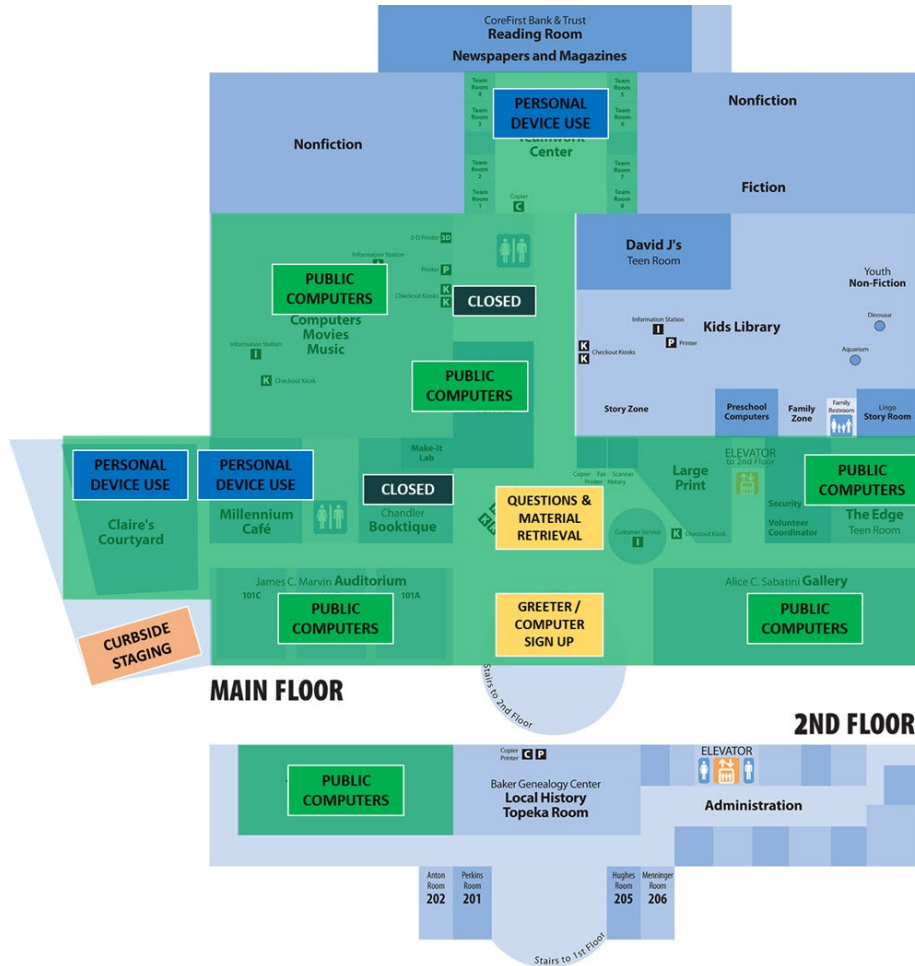 CoreFirst Bank & Trust
Reading Room
Newspapers and Magazines
Team
Room
4
Team
Room
3
Team
Room
2
Team
Room
1
Team
Room
5
Team
Room
6
Team
Room
7
Team
Room
8
PERSONAL
DEVICE USE
Teamwork
Center
Copier
C
Nonfiction
Nonfiction
Fiction
3-D Printer 3D
Information Station
Printer P
Checkout Kiosks K
K
PUBLIC
COMPUTERS
Computers
Movies
Music
Information Station
I
K Checkout Kiosk
CLOSED
PUBLIC
COMPUTERS
David J's
Teen Room
Youth
Non-Fiction
Dinosaur
Aquarium
Information Station
I
P Printer
Kids Library
K
K Checkout Kiosks
Story Zone
Preschool
Computers
Family
Zone
Family
Restroom
Lingo
Story Room
PERSONAL
DEVICE USE
Claire's
Courtyard
PERSONAL
DEVICE USE
Millennium
Café
Make-It
Lab
CLOSED
Chandler
Booktique
QUESTIONS &
MATERIAL
RETRIEVAL
Copier Fax Scanner
Printer Notary
Large
Print
Customer Service
I
K Checkout Kiosk
ELEVATOR
to 2nd Floor
Security
Volunteer
Coordinator
PUBLIC
COMPUTERS
The Edge
Teen Room
James C. Marvin Auditorium
101C
101A
PUBLIC
COMPUTERS
GREETER /
COMPUTER
SIGN UP
Alice C. Sabatini Gallery
PUBLIC
COMPUTERS
CURBSIDE
STAGING
Stairs to 2nd Floor
MAIN FLOOR
2ND FLOOR
PUBLIC
COMPUTERS
Copier
Printer C P
Baker Genealogy Center
Local History
Topeka Room
ELEVATOR
Administration
Anton
Room
202
Perkins
Room
201
Hughes
Room
205
Menninger
Room
206
Stairs to 1st Floor